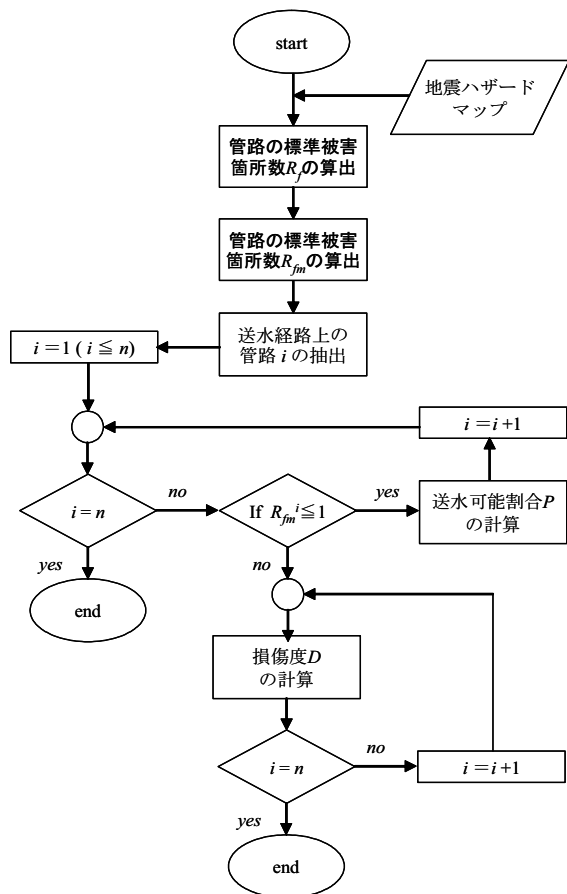 start
地震ハザード
マップ
管路の標準被害
箇所数Rfの算出
管路の標準被害
箇所数Rfmの算出
送水経路上の
管路 i の抽出
i＝1 ( i ≦ n)
i＝i+1
i = n
no
If Rfm^i≦1
yes
送水可能割合P
の計算
yes
no
end
損傷度D
の計算
i = n
no
i＝i+1
yes
end